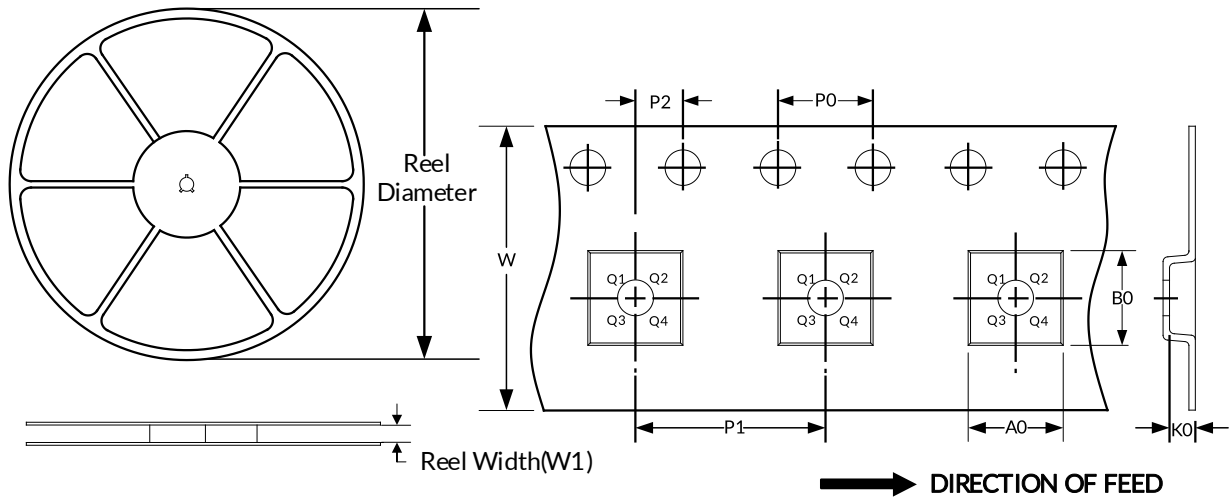 Reel
Diameter
Reel Width(W1)
P2
P0
W
Q1 Q2
Q3 Q4
Q1 Q2
Q3 Q4
Q1 Q2
Q3 Q4
B0
P1
A0
K0
DIRECTION OF FEED